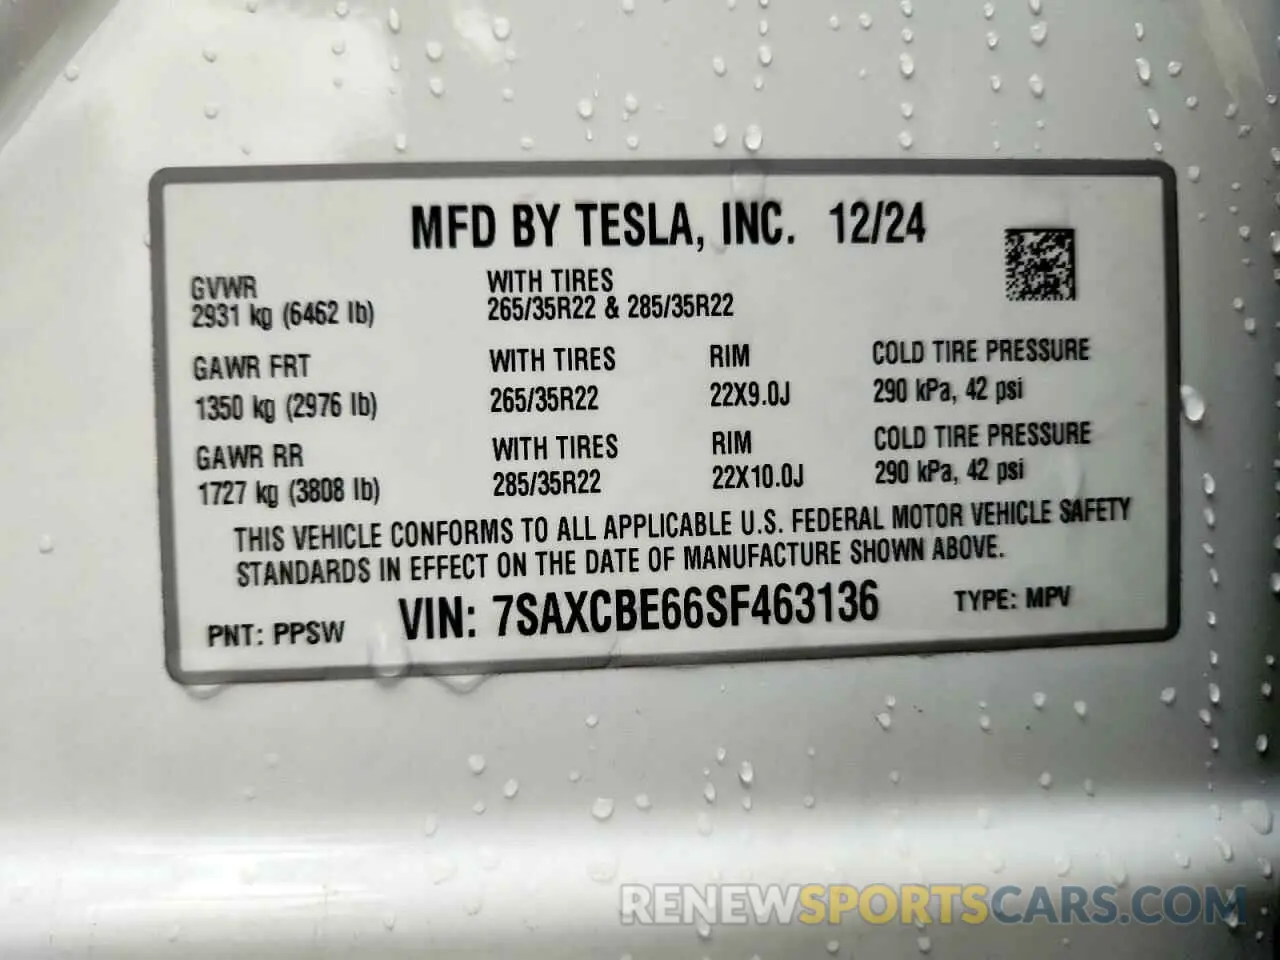 MFD BY TESLA, INC. 12/24
GVWR
2931 kg (6462 lb)
WITH TIRES
265/35R22 & 285/35R22
GAWR FRT
1350 kg (2976 lb)
WITH TIRES
265/35R22
RIM
22X9.0J
COLD TIRE PRESSURE
290 kPa, 42 psi
GAWR RR
1727 kg (3808 lb)
WITH TIRES
285/35R22
RIM
22X10.0J
COLD TIRE PRESSURE
290 kPa, 42 psi
THIS VEHICLE CONFORMS TO ALL APPLICABLE U.S. FEDERAL MOTOR VEHICLE SAFETY
STANDARDS IN EFFECT ON THE DATE OF MANUFACTURE SHOWN ABOVE.
PNT: PPSW
VIN: 7SAXCBE66SF463136
TYPE: MPV
RENEWSPORTSCARS.COM